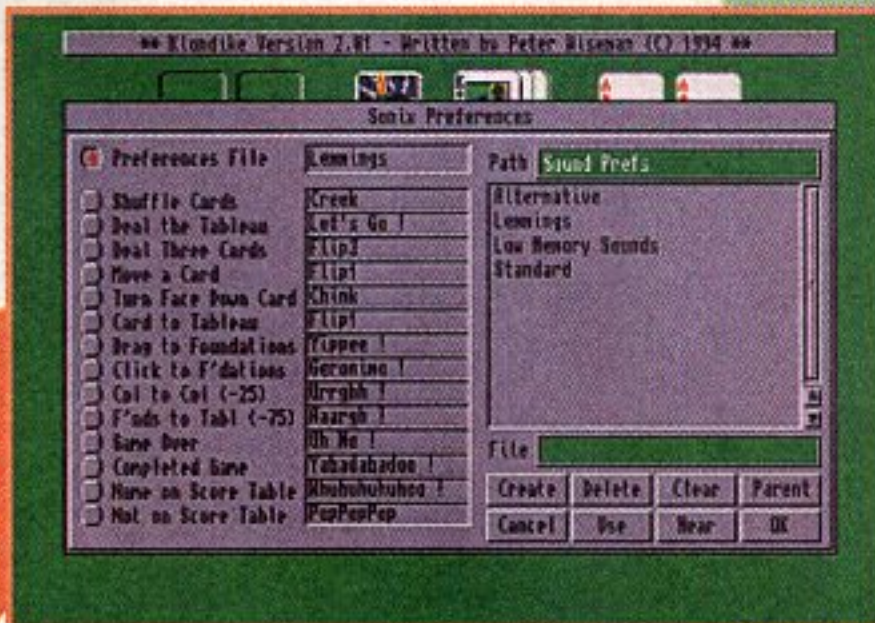 ** Klondike Version 2.01 - Written by Peter Wiseman (C) 1994 **
A A
Sonix Preferences
Preferences File Lemmings
Path Sound Prefs
Shuffle Cards Creek
Deal the Tableau Let's Go !
Deal Three Cards Flip3
Move a Card Flip1
Turn Face Down Card Chink
Card to Tableau Flip1
Drag to Foundations Yippee !
Click to F'dations Geronimo !
Col to Col (-25) Urrghh !
F'nds to Tabl (-75) Aaargh !
Game Over Oh No !
Completed Game Yabadabadoo !
Name on Score Table Whuhuhuhuhoo !
Not on Score Table PopPopPop
Alternative
Lemmings
Low Memory Sounds
Standard
File
Create Delete Clear Parent
Cancel Use Hear OK